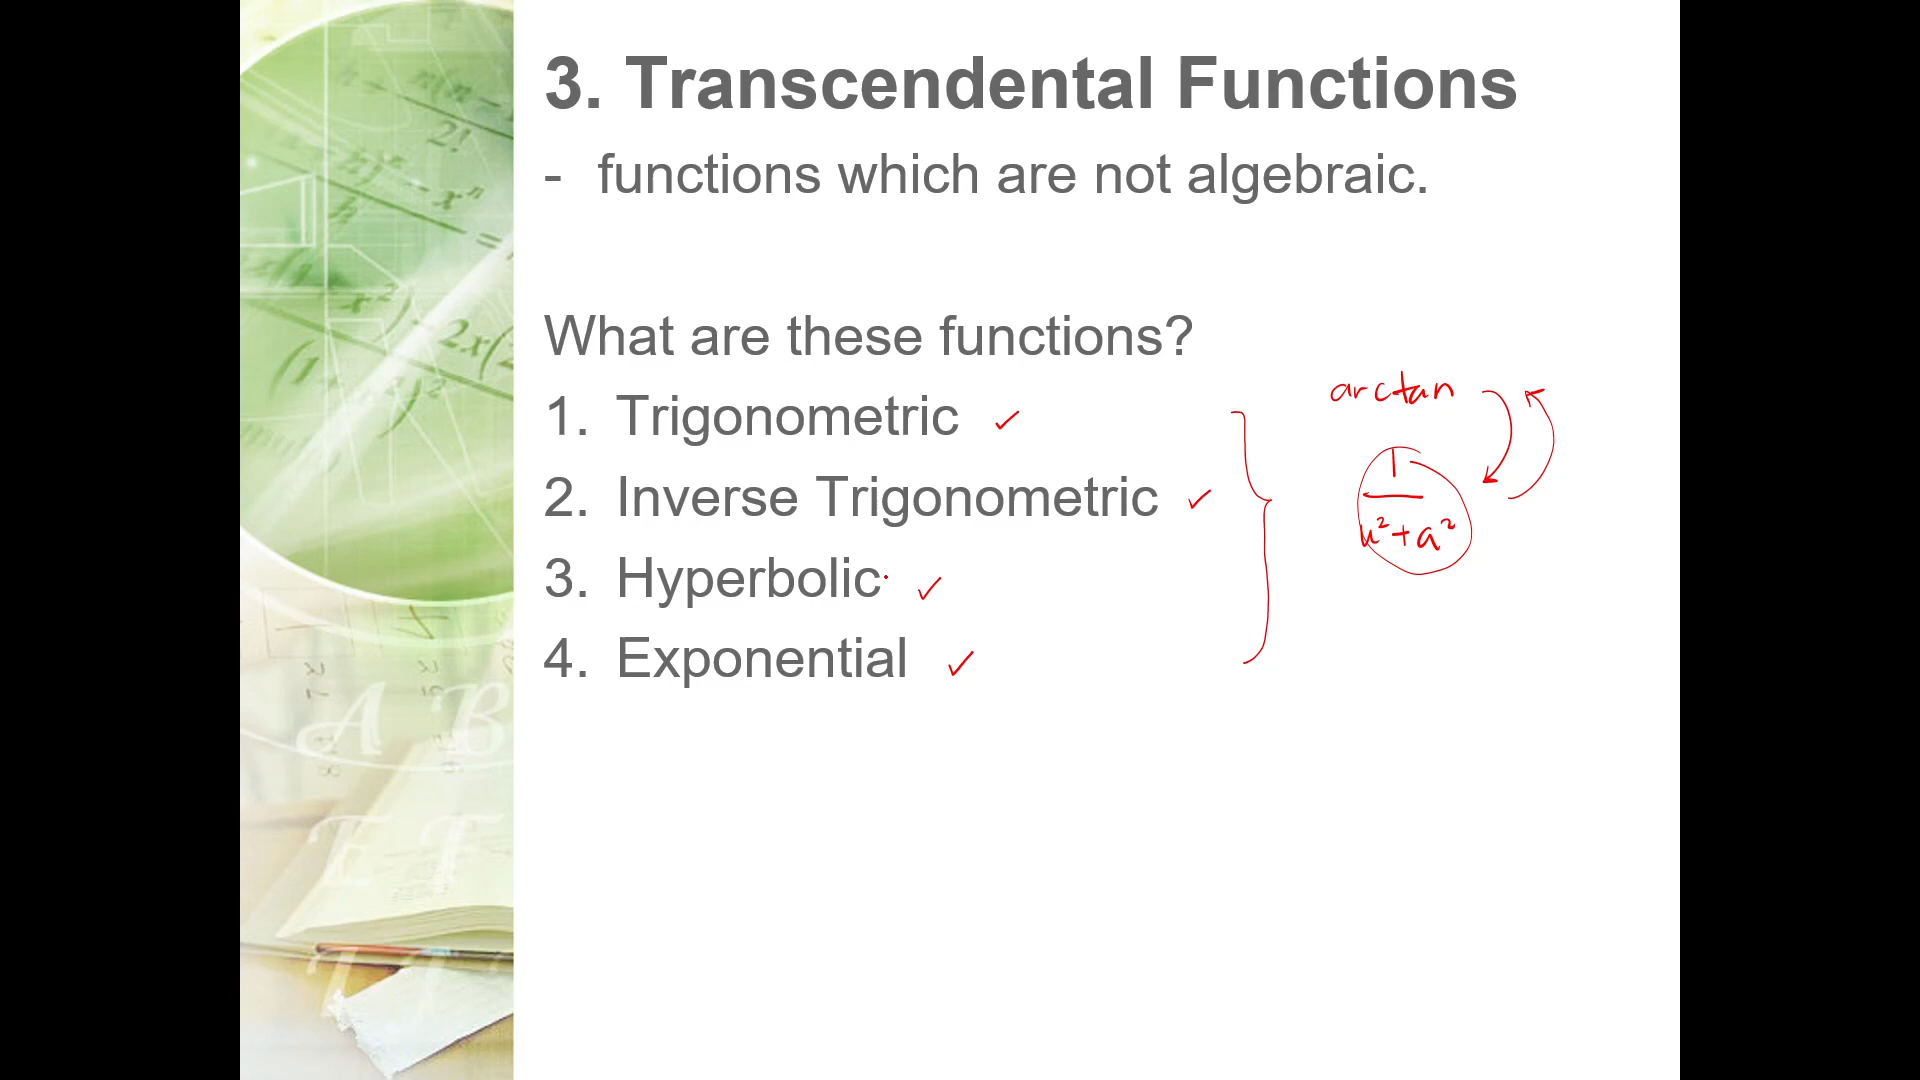 3. Transcendental Functions
- functions which are not algebraic.
What are these functions?
1. Trigonometric ✓
2. Inverse Trigonometric ✓
3. Hyperbolic ✓
4. Exponential ✓
arctan
1
u² + a²